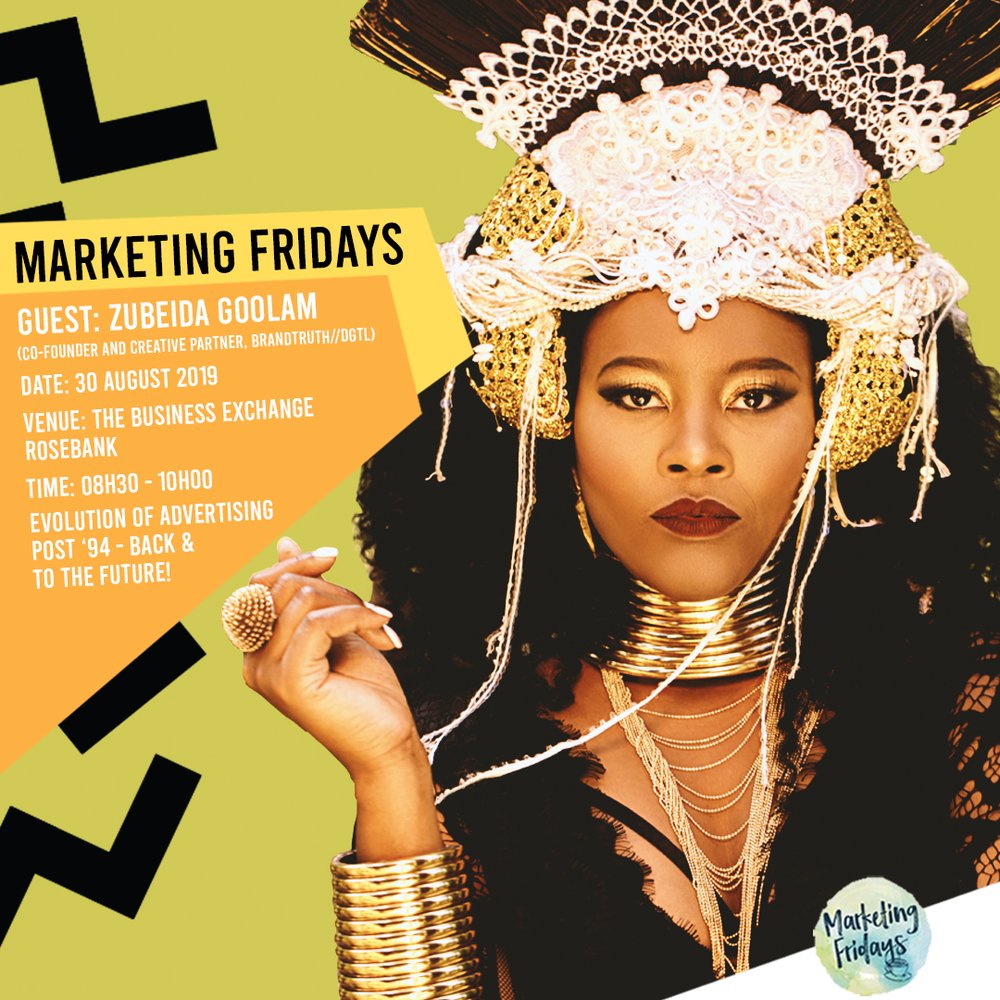 MARKETING FRIDAYS
GUEST: ZUBEIDA GOOLAM
(CO-FOUNDER AND CREATIVE PARTNER, BRANDTRUTH//DGTL)
DATE: 30 AUGUST 2019
VENUE: THE BUSINESS EXCHANGE
ROSEBANK
TIME: 08H30 - 10H00
EVOLUTION OF ADVERTISING
POST ‘94 - BACK &
TO THE FUTURE!
Marketing
Fridays